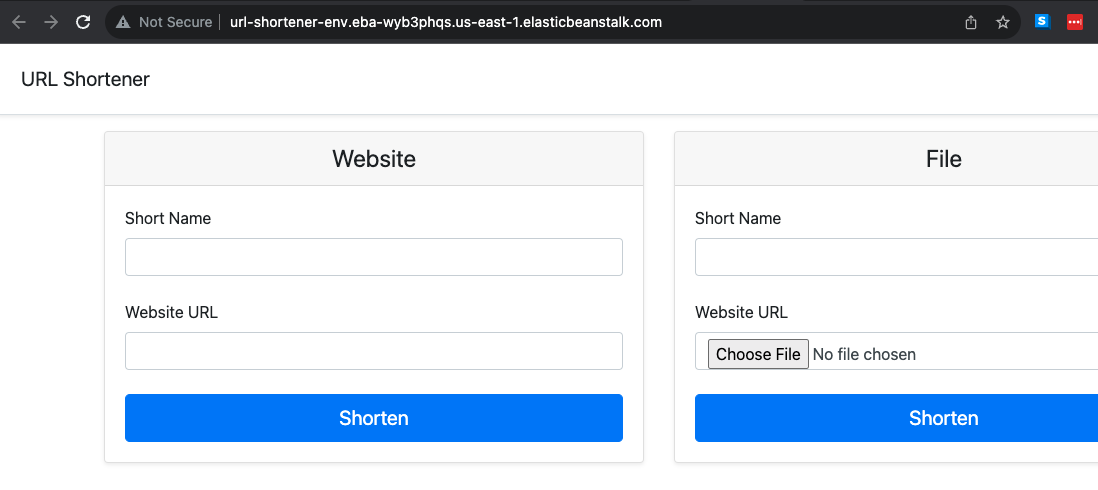 Not Secure url-shortener-env.eba-wyb3phqs.us-east-1.elasticbeanstalk.com
URL Shortener
Website
Short Name
Website URL
Shorten
File
Short Name
Website URL
Choose File No file chosen
Shorten